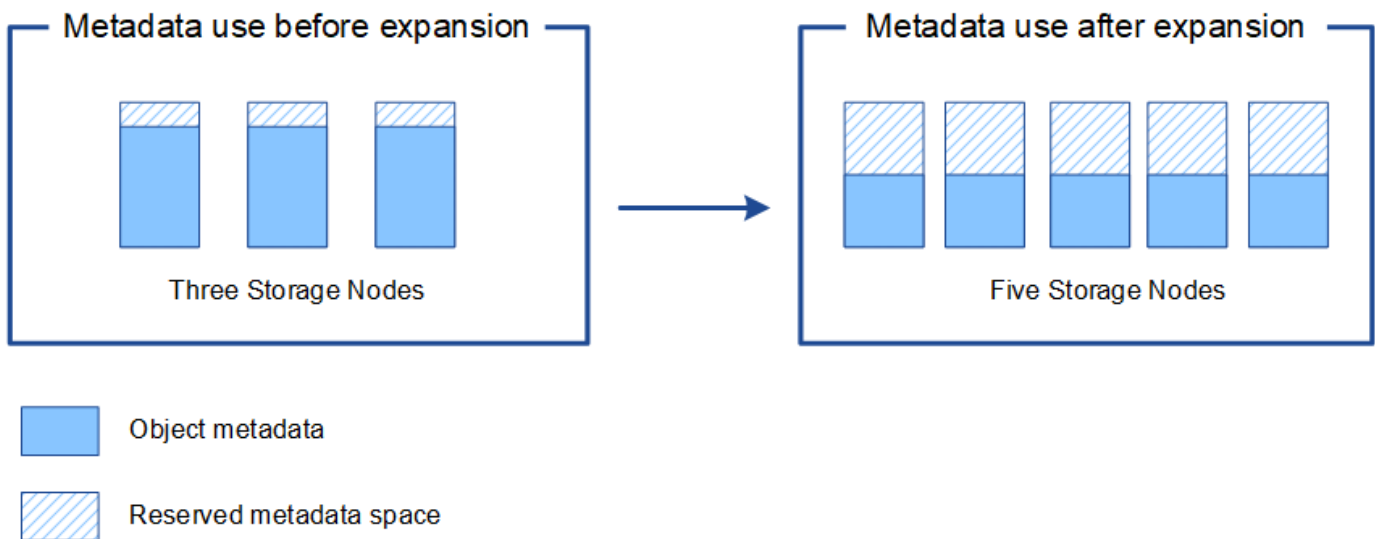 Metadata use before expansion
Metadata use after expansion
Three Storage Nodes
Five Storage Nodes
Object metadata
Reserved metadata space